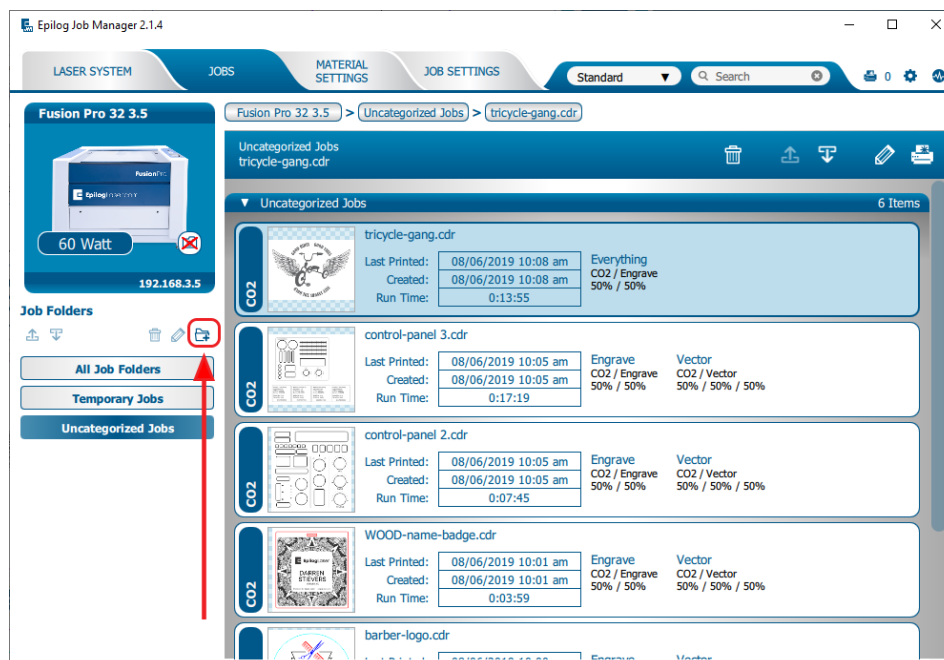 Epilog Job Manager 2.1.4
LASER SYSTEM
JOBS
MATERIAL
SETTINGS
JOB SETTINGS
Standard
Search
0
Fusion Pro 32 3.5
FusionPro
60 Watt
192.168.3.5
Job Folders
All Job Folders
Temporary Jobs
Uncategorized Jobs
Fusion Pro 32 3.5 > Uncategorized Jobs > tricycle-gang.cdr
Uncategorized Jobs
tricycle-gang.cdr
Uncategorized Jobs 6 Items
CO2
tricycle-gang.cdr
Last Printed: 08/06/2019 10:08 am
Created: 08/06/2019 10:08 am
Run Time: 0:13:55
Everything
CO2 / Engrave
50% / 50%
CO2
control-panel 3.cdr
Last Printed: 08/06/2019 10:05 am
Created: 08/06/2019 10:05 am
Run Time: 0:17:19
Engrave
CO2 / Engrave
50% / 50%
Vector
CO2 / Vector
50% / 50% / 50%
CO2
control-panel 2.cdr
Last Printed: 08/06/2019 10:05 am
Created: 08/06/2019 10:05 am
Run Time: 0:07:45
Engrave
CO2 / Engrave
50% / 50%
Vector
CO2 / Vector
50% / 50% / 50%
CO2
WOOD-name-badge.cdr
DARREN
STIEVERS
Last Printed: 08/06/2019 10:01 am
Created: 08/06/2019 10:01 am
Run Time: 0:03:59
Engrave
CO2 / Engrave
50% / 50%
Vector
CO2 / Vector
50% / 50% / 50%
barber-logo.cdr
Engrave
Vector